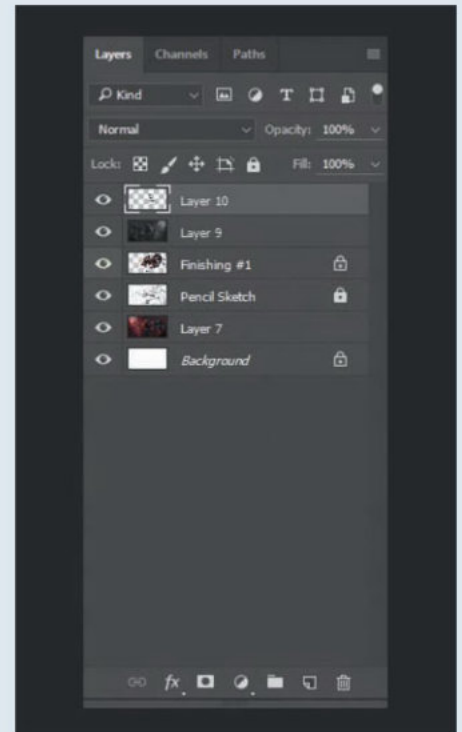 Layers Channels Paths
Kind
Normal Opacity: 100%
Lock: Fill: 100%
Layer 10
Layer 9
Finishing #1
Pencil Sketch
Layer 7
Background
fx